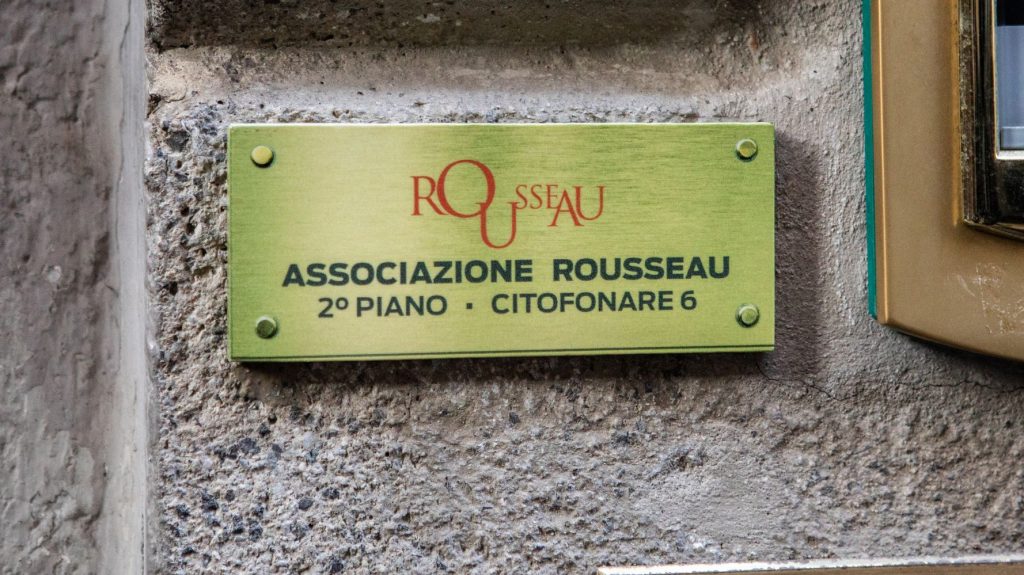 ROUSSEAU
ASSOCIAZIONE ROUSSEAU
2º PIANO · CITOFONARE 6